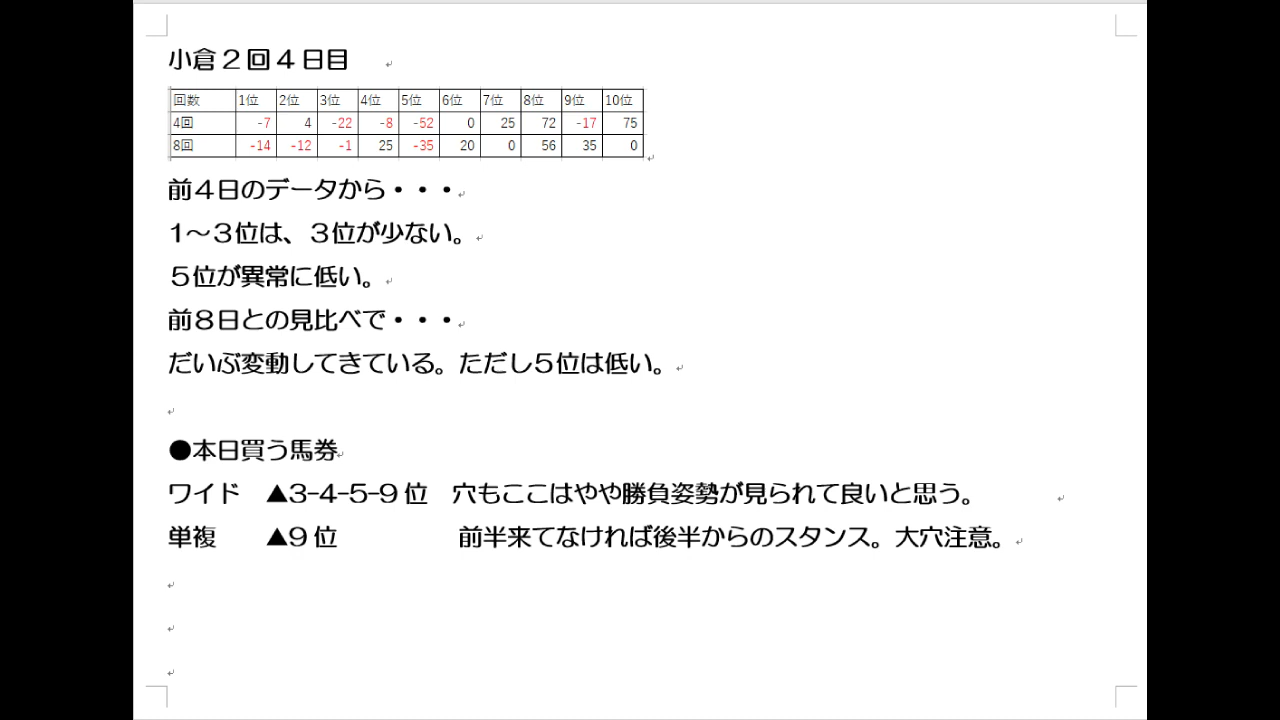 小倉２回４日目
回数 1位 2位 3位 4位 5位 6位 7位 8位 9位 10位
4回 -7 4 -22 -8 -52 0 25 72 -17 75
8回 -14 -12 -1 25 -35 20 0 56 35 0
前４日のデータから・・・
１～３位は、３位が少ない。
５位が異常に低い。
前８日との見比べで・・・
だいぶ変動してきている。ただし５位は低い。
●本日買う馬券
ワイド ▲3-4-5-9位 穴もここはやや勝負姿勢が見られて良いと思う。
単複 ▲９位 前半来てなければ後半からのスタンス。大穴注意。